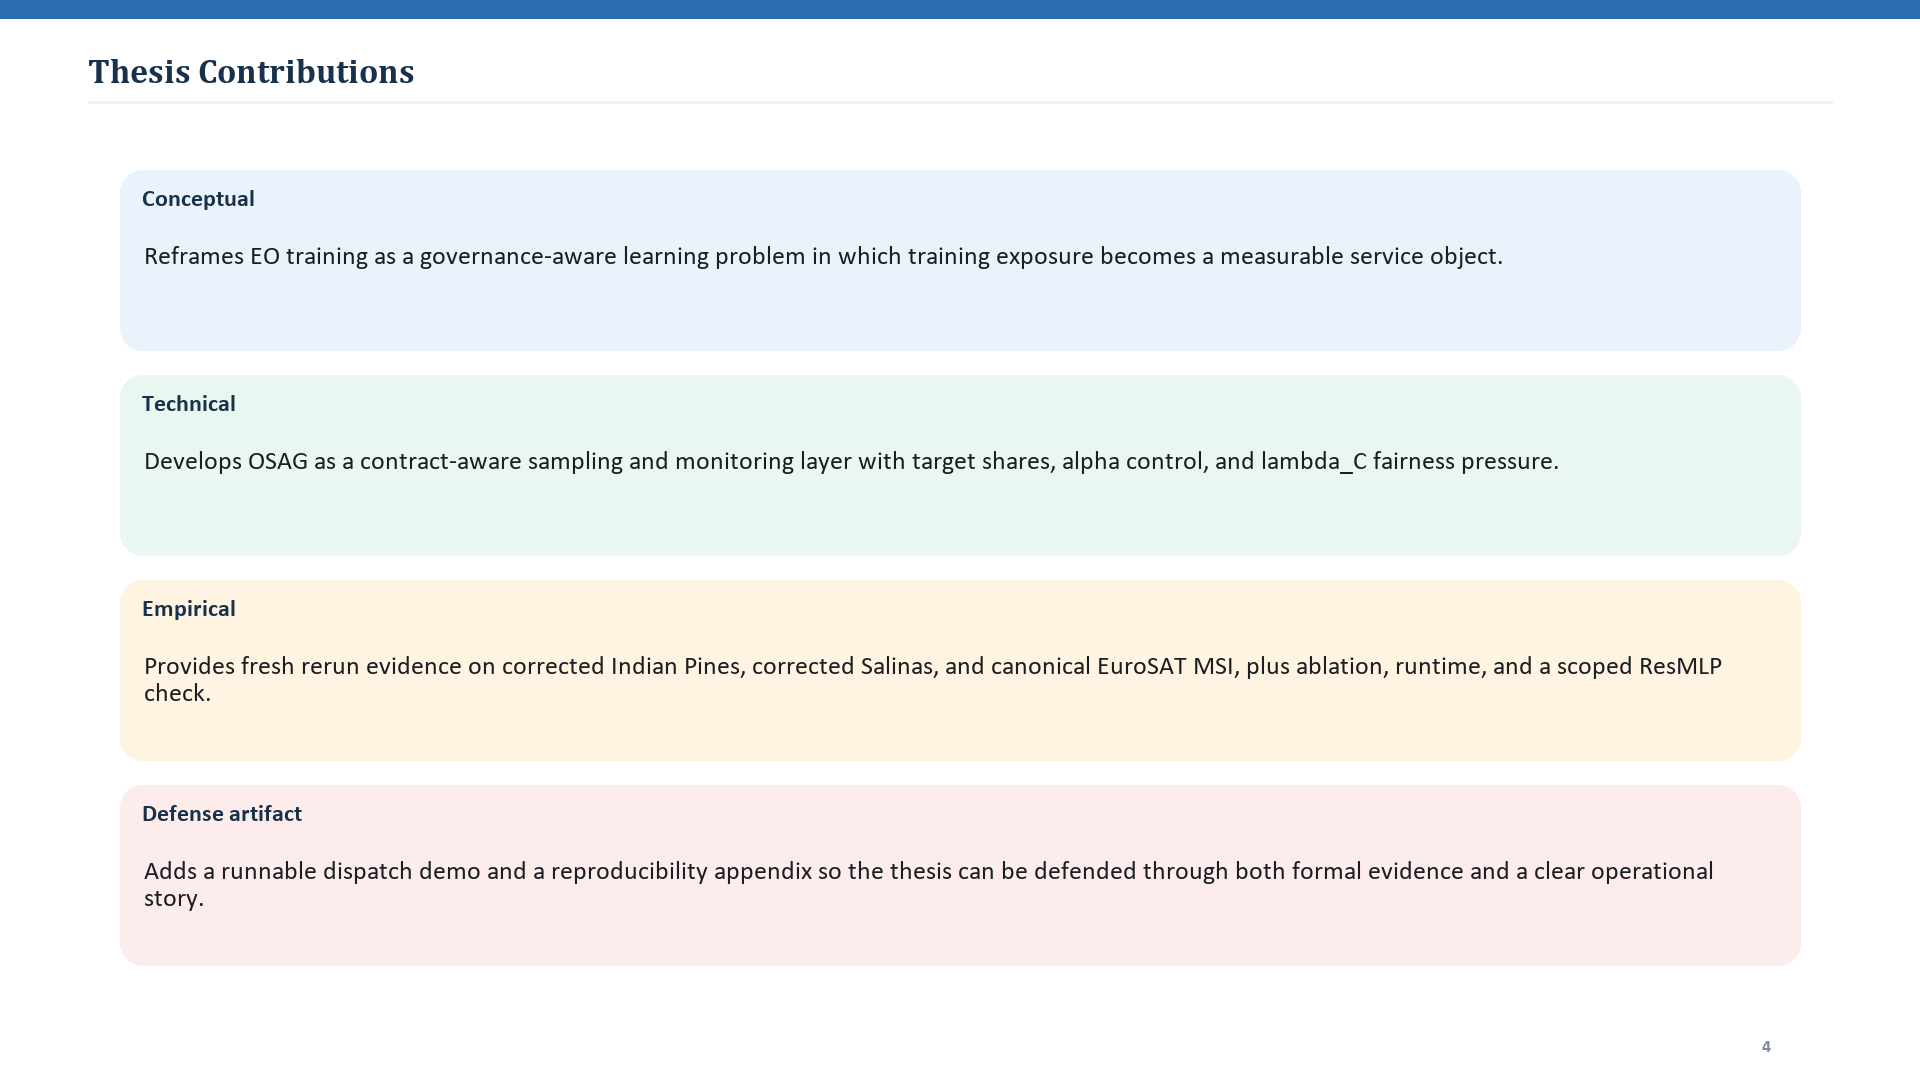 Thesis Contributions
Conceptual
Reframes EO training as a governance-aware learning problem in which training exposure becomes a measurable service object.
Technical
Develops OSAG as a contract-aware sampling and monitoring layer with target shares, alpha control, and lambda_C fairness pressure.
Empirical
Provides fresh rerun evidence on corrected Indian Pines, corrected Salinas, and canonical EuroSAT MSI, plus ablation, runtime, and a scoped ResMLP
check.
Defense artifact
Adds a runnable dispatch demo and a reproducibility appendix so the thesis can be defended through both formal evidence and a clear operational
story.
4